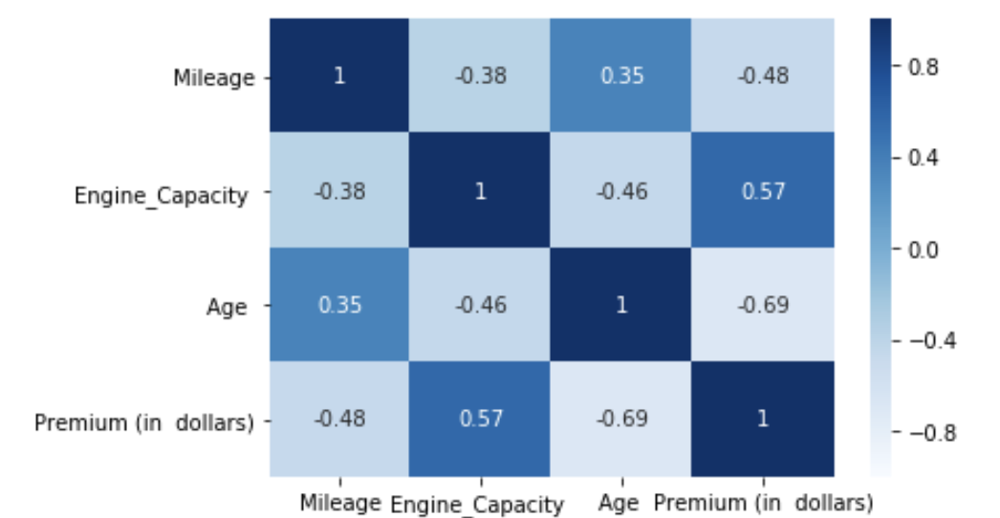 Mileage 1 -0.38 0.35 -0.48
Engine_Capacity -0.38 1 -0.46 0.57
Age 0.35 -0.46 1 -0.69
Premium (in dollars) -0.48 0.57 -0.69 1
Mileage Engine_Capacity Age Premium (in dollars)
0.8
0.4
0.0
−0.4
−0.8